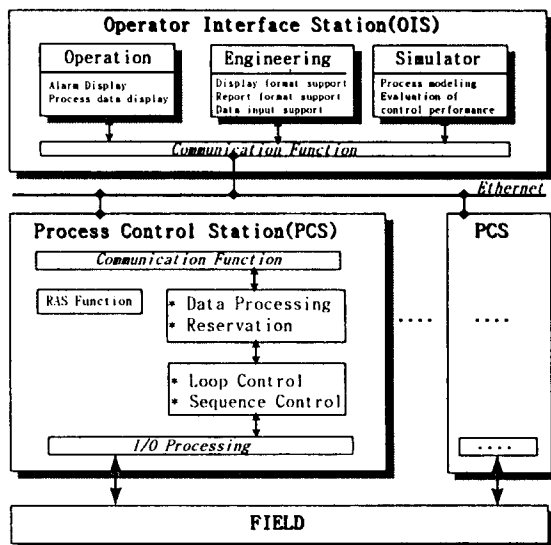 Operator Interface Station(OIS)
Operation
Alarm Display
Process data display
Engineering
Display format support
Report format support
Data input support
Simulator
Process modeling
Evaluation of
control performance
Communication Function
Ethernet
Process Control Station(PCS)
Communication Function
RAS Function
* Data Processing
* Reservation
* Loop Control
* Sequence Control
I/O Processing
....
PCS
....
....
FIELD